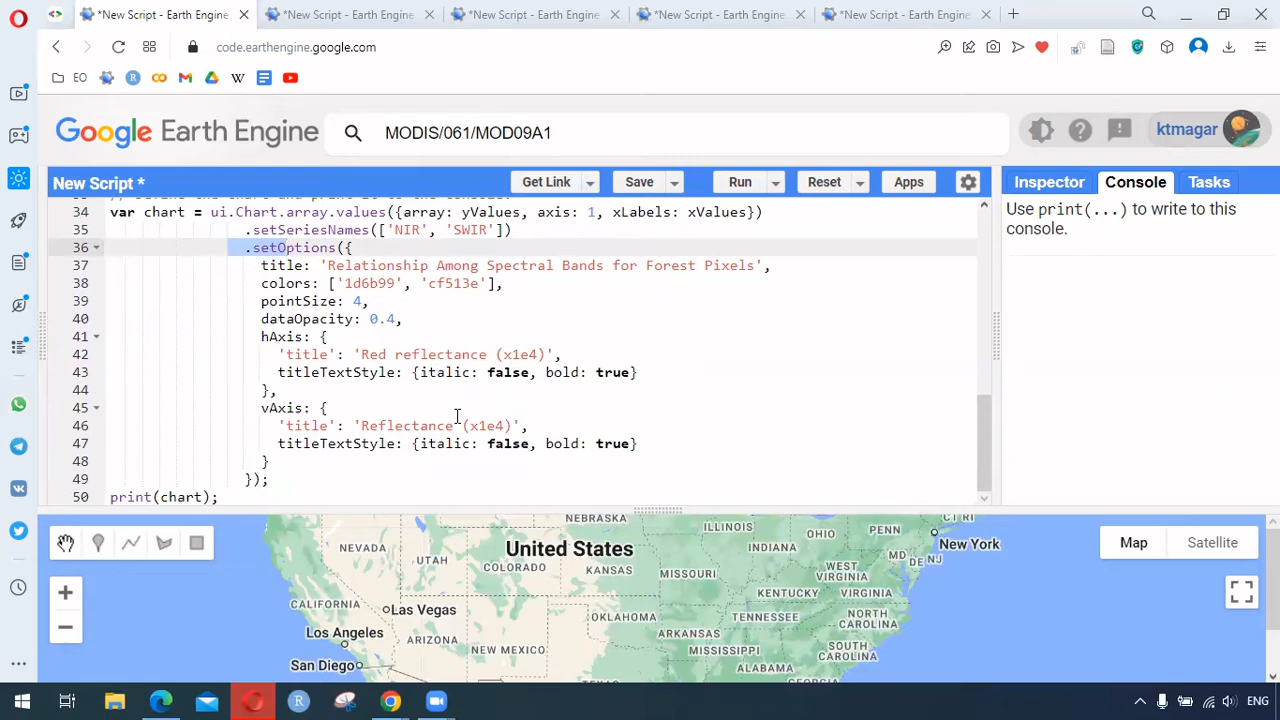 *New Script - Earth Engine
*New Script - Earth Engine
*New Script - Earth Engine
*New Script - Earth Engine
*New Script - Earth Engine
code.earthengine.google.com
EO
Google Earth Engine
MODIS/061/MOD09A1
ktmagar
New Script *
Get Link
Save
Run
Reset
Apps
Inspector
Console
Tasks
Use print(...) to write to this
console.
34 var chart = ui.Chart.array.values({array: yValues, axis: 1, xLabels: xValues})
35 .setSeriesNames(['NIR', 'SWIR'])
36 .setOptions({
37 title: 'Relationship Among Spectral Bands for Forest Pixels',
38 colors: ['1d6b99', 'cf513e'],
39 pointSize: 4,
40 dataOpacity: 0.4,
41 hAxis: {
42 'title': 'Red reflectance (x1e4)',
43 titleTextStyle: {italic: false, bold: true}
44 },
45 vAxis: {
46 'title': 'Reflectance (x1e4)',
47 titleTextStyle: {italic: false, bold: true}
48 }
49 });
50 print(chart);
Map
Satellite
NEBRASKA
ILLINOIS
OHIO
PENN
CT RI
New York
NEVADA
UTAH
United States
COLORADO
KANSAS
INDIANA
MD
DE
NJ
MISSOURI
WEST
VIRGINIA
KENTUCKY
VIRGINIA
CALIFORNIA
Las Vegas
OKLAHOMA
TENNESSEE
NORTH
CAROLINA
Los Angeles
ARIZONA
NEW MEXICO
ARKANSAS
MISSISSIPPI
SOUTH
CAROLINA
San Diego
ALABAMA
ENG